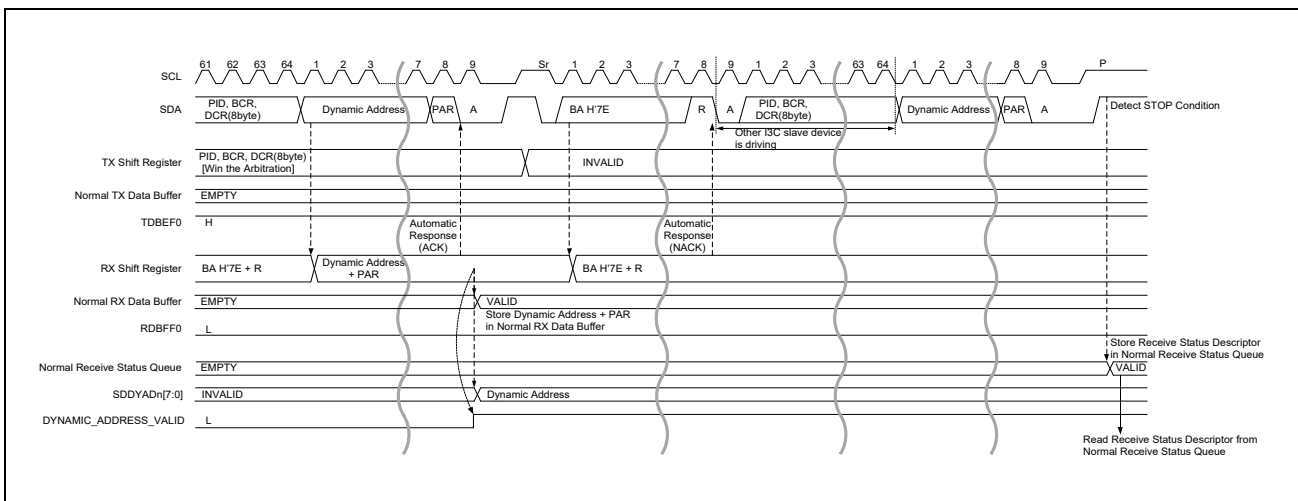 61 62 63 64 1 2 3 7 8 9 Sr 1 2 3 7 8 9 1 2 3 63 64 1 2 3 8 9 P
SCL
SDA
PID, BCR,
DCR(8byte)
Dynamic Address
PAR
A
BA H'7E
R
A
PID, BCR,
DCR(8byte)
Dynamic Address
PAR
A
Detect STOP Condition
Other I3C slave device
is driving
TX Shift Register
PID, BCR, DCR(8byte)
[Win the Arbitration]
INVALID
Normal TX Data Buffer
EMPTY
TDBEF0
H
Automatic
Response
(ACK)
Automatic
Response
(NACK)
RX Shift Register
BA H'7E + R
Dynamic Address
+ PAR
BA H'7E + R
Normal RX Data Buffer
EMPTY
VALID
Store Dynamic Address + PAR
in Normal RX Data Buffer
RDBFF0
L
Store Receive Status Descriptor
in Normal Receive Status Queue
Normal Receive Status Queue
EMPTY
VALID
SDDYADn[7:0]
INVALID
Dynamic Address
DYNAMIC_ADDRESS_VALID
L
Read Receive Status Descriptor from
Normal Receive Status Queue